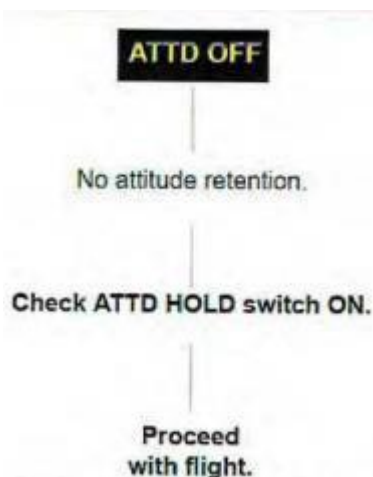 ATTD OFF
No attitude retention.
Check ATTD HOLD switch ON.
Proceed
with flight.